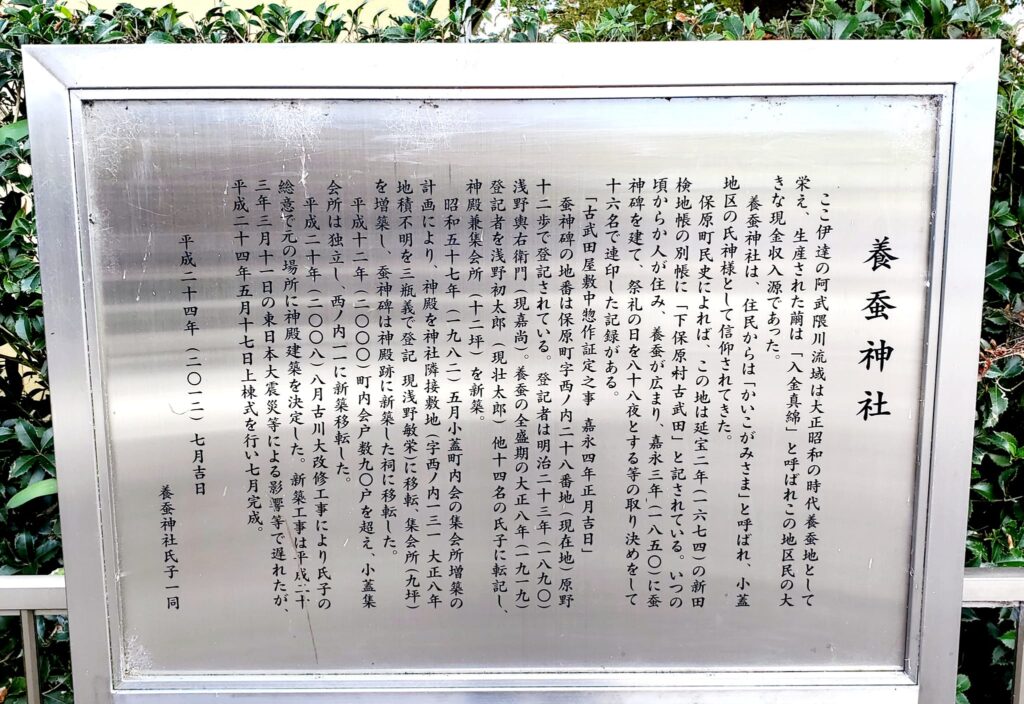 養蚕神社
ここ伊達の阿武隈川流域は大正昭和の時代 養蚕地として
栄え、生産された繭は「入金真綿」と呼ばれこの地区民の大
きな現金収入源であった。
養蚕神社は、住民からは「かいこがみさま」と呼ばれ、小蓋
地区の氏神様として信仰されてきた。
保原町民史によれば、この地は延宝二年(一六七四)の新田
検地帳の別帳に「下保原村古武田」と記されている。いつの
頃からか人が住み、養蚕が広まり、嘉永三年(一八五〇)に蚕
神碑を建て、祭礼の日を八十八夜とする等の取り決めをして
十六名で連印した記録がある。
「古武田屋敷中惣作証定之事 嘉永四年正月吉日」
蚕神碑の地番は保原町字西ノ内二十八番地(現在地)原野
十二歩で登記されている。登記者は明治二十三年(一八九〇)
浅野輿右衛門(現嘉尚)。養蚕の全盛期の大正八年(一九一九)
登記者を浅野初太郎(現壮太郎)他十四名の氏子に転記し、
神殿兼集会所(十二坪)を新築。
昭和五十七年(一九八二)五月小蓋町内会の集会所増築の
計画により、神殿を神社隣接敷地(字西ノ内一三一 大正八年
地積不明を三瓶義で登記 現浅野敏栄)に移転、集会所(九坪)
を増築し、蚕神碑は神殿跡に新築した祠に移転した。
平成十二年(二〇〇〇)町内会戸数九〇戸を超え、小蓋集
会所は独立し、西ノ内一一に新築移転した。
平成二十年(二〇〇八)八月古川大改修工事により氏子の
総意で元の場所に神殿建築を決定した。新築工事は平成二十
三年三月十一日の東日本大震災等による影響等で遅れたが、
平成二十四年五月十七日上棟式を行い七月完成。
平成二十四年(二〇一二)七月吉日
養蚕神社氏子一同